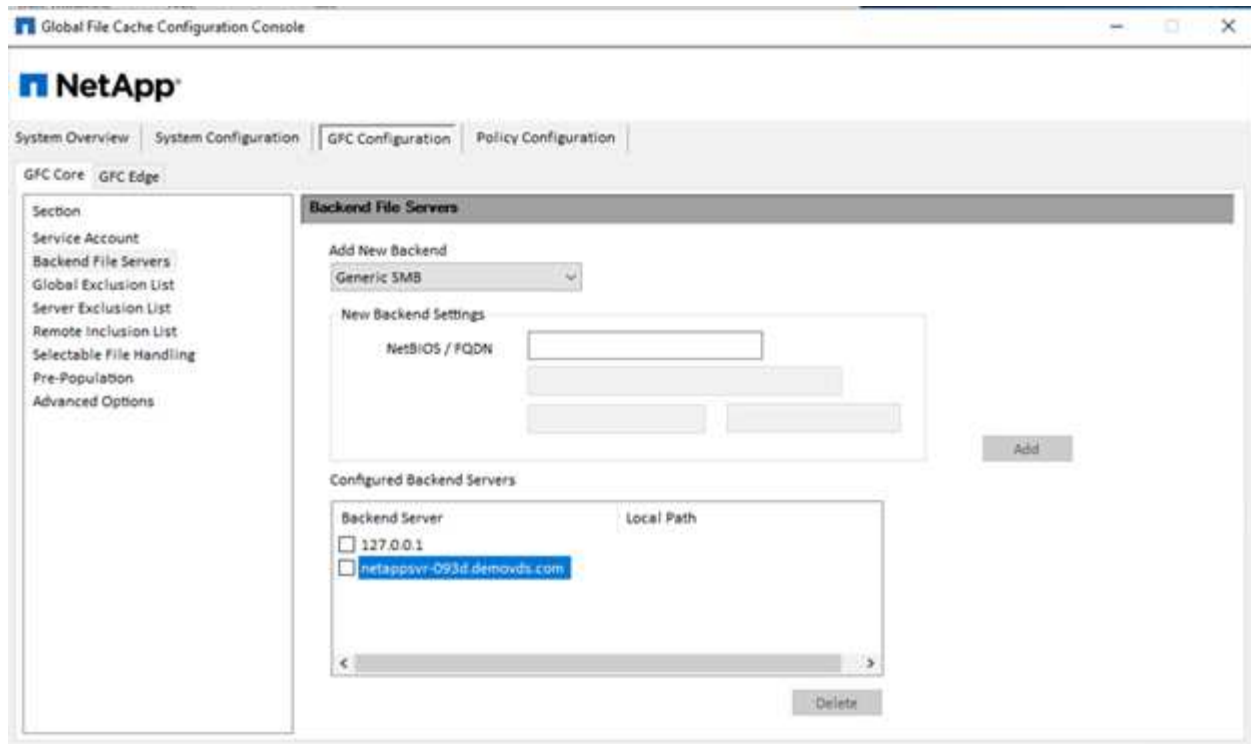 Global File Cache Configuration Console
NetApp
System Overview System Configuration GFC Configuration Policy Configuration
GFC Core GFC Edge
Section
Service Account
Backend File Servers
Global Exclusion List
Server Exclusion List
Remote Inclusion List
Selectable File Handling
Pre-Population
Advanced Options
Backend File Servers
Add New Backend
Generic SMB
New Backend Settings
NetBIOS / FQDN
Add
Configured Backend Servers
Backend Server Local Path
127.0.0.1
netappsvr-093d.demovds.com
Delete